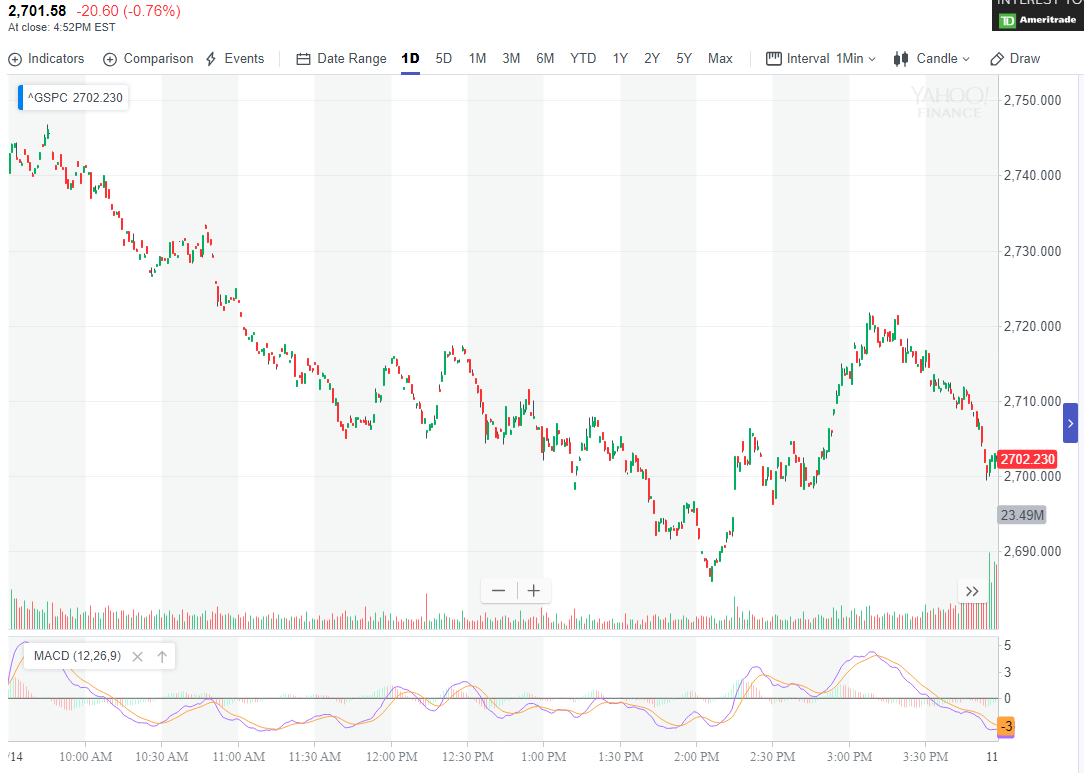 2,701.58 -20.60 (-0.76%)
At close: 4:52PM EST
INTEREST TO
TD Ameritrade
Indicators Comparison Events Date Range 1D 5D 1M 3M 6M YTD 1Y 2Y 5Y Max Interval 1Min Candle Draw
^GSPC 2702.230
YAHOO!
FINANCE
2,750.000
2,740.000
2,730.000
2,720.000
2,710.000
2702.230
2,700.000
23.49M
2,690.000
MACD (12,26,9)
5
3
0
-3
/14 10:00 AM 10:30 AM 11:00 AM 11:30 AM 12:00 PM 12:30 PM 1:00 PM 1:30 PM 2:00 PM 2:30 PM 3:00 PM 3:30 PM 11